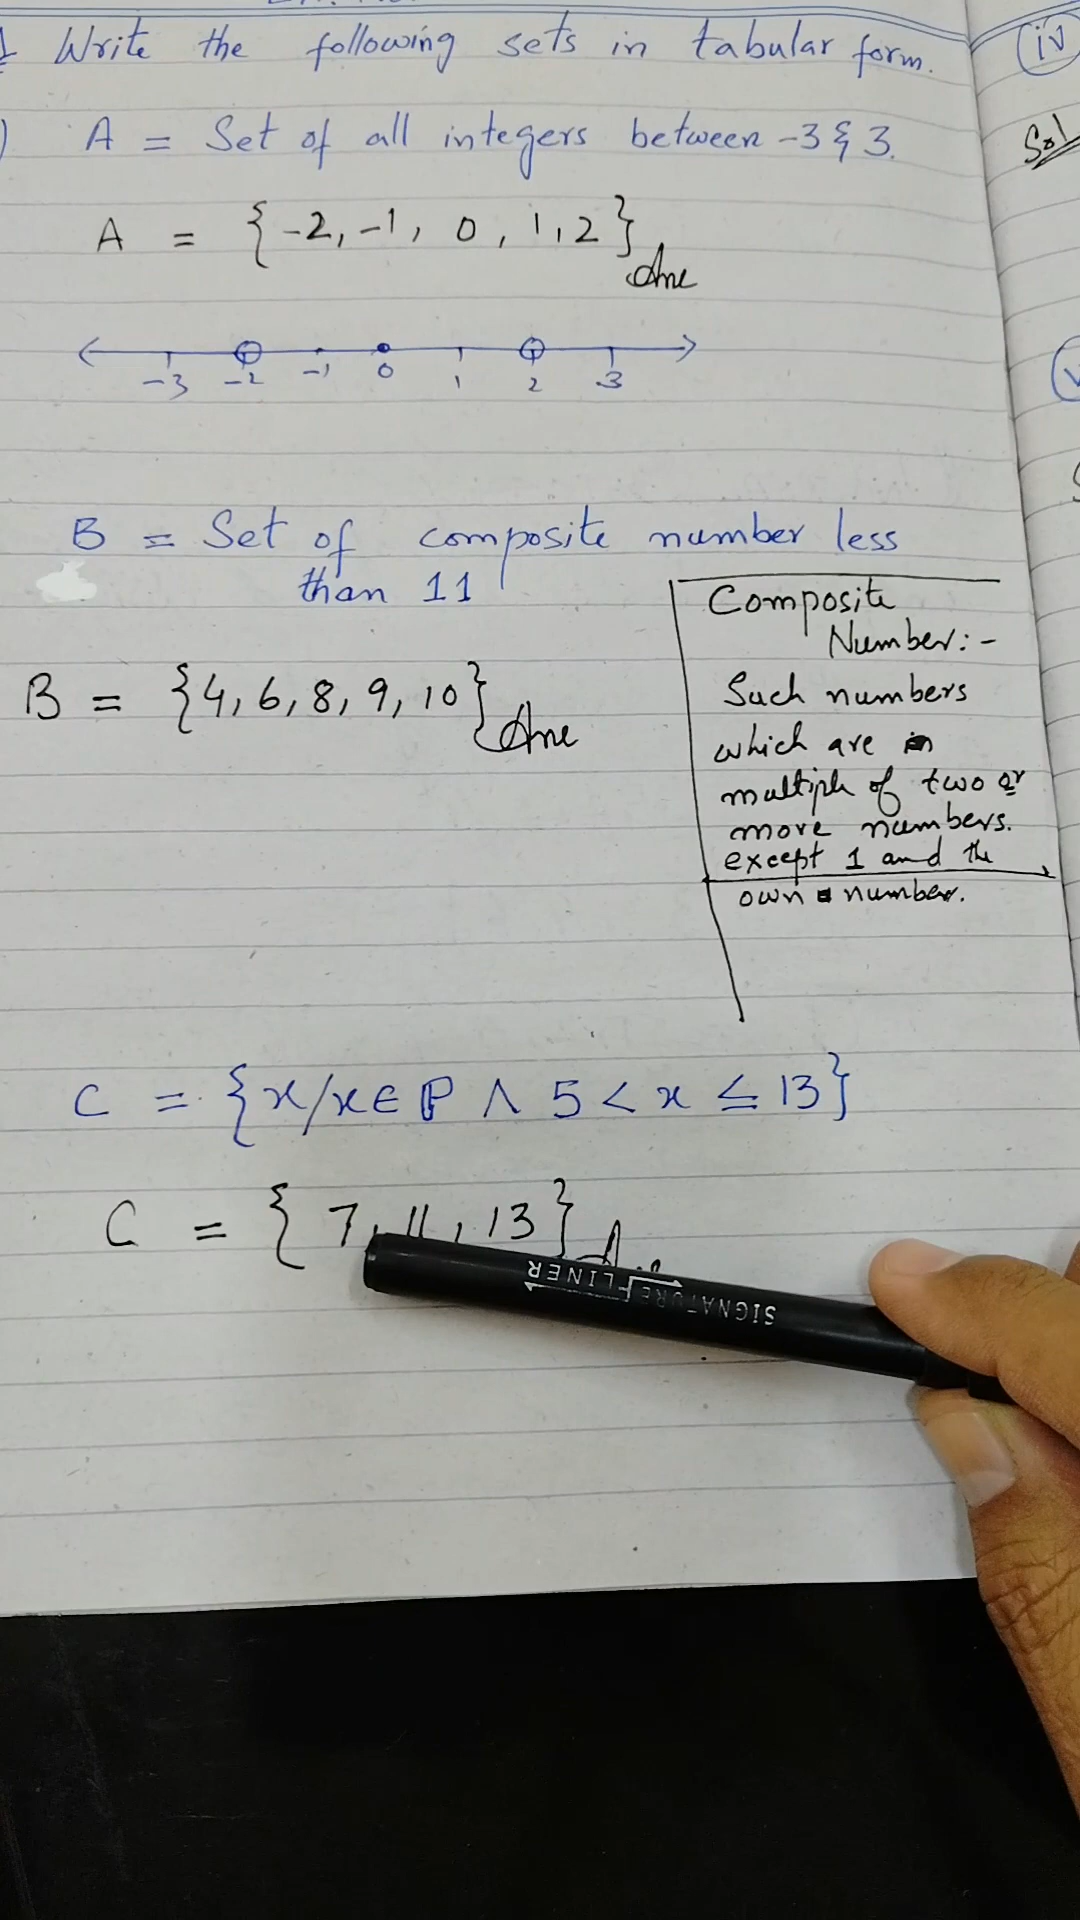 Write the following sets in tabular form.
A = Set of all integers between -3 & 3.
A = {-2, -1, 0, 1, 2} Ans
-3 -2 -1 0 1 2 3
B = Set of composite number less
than 11
B = {4, 6, 8, 9, 10} Ans
Composite
Number:-
Such numbers
which are
multiple of two or
more numbers.
except 1 and the
own number.
C = {x/x∈P ∧ 5 < x ≤ 13}
C = {7, 11, 13}
SIGNATURE FLINER
iv
Sol